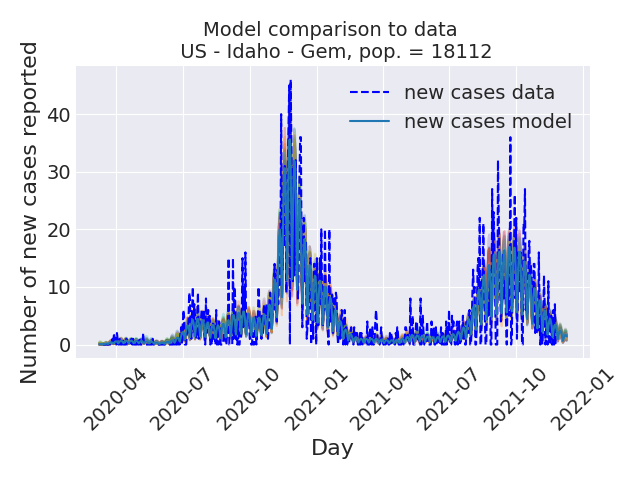 Model comparison to data
US - Idaho - Gem, pop. = 18112
new cases data
new cases model
Number of new cases reported
40
30
20
10
0
2020-04
2020-07
2020-10
2021-01
2021-04
2021-07
2021-10
2022-01
Day